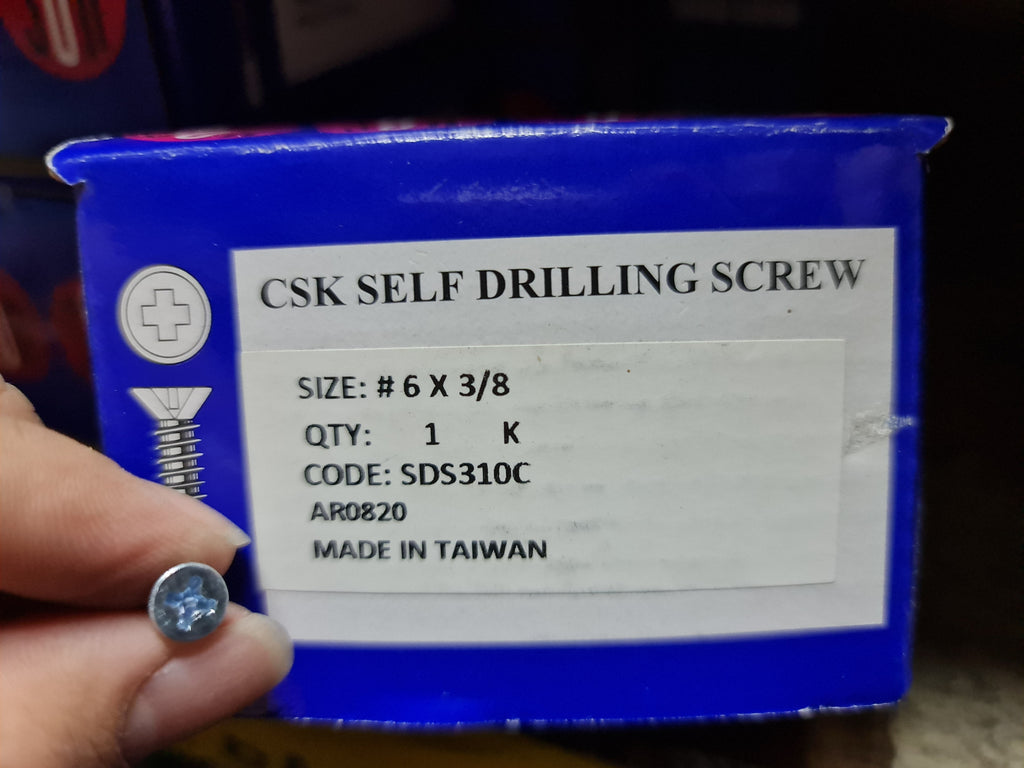 CSK SELF DRILLING SCREW
SIZE: # 6 X 3/8
QTY: 1 K
CODE: SDS310C
AR0820
MADE IN TAIWAN